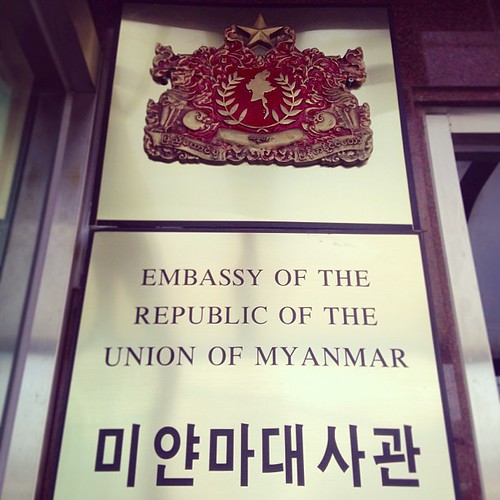 EMBASSY OF THE
REPUBLIC OF THE
UNION OF MYANMAR
미얀마대사관